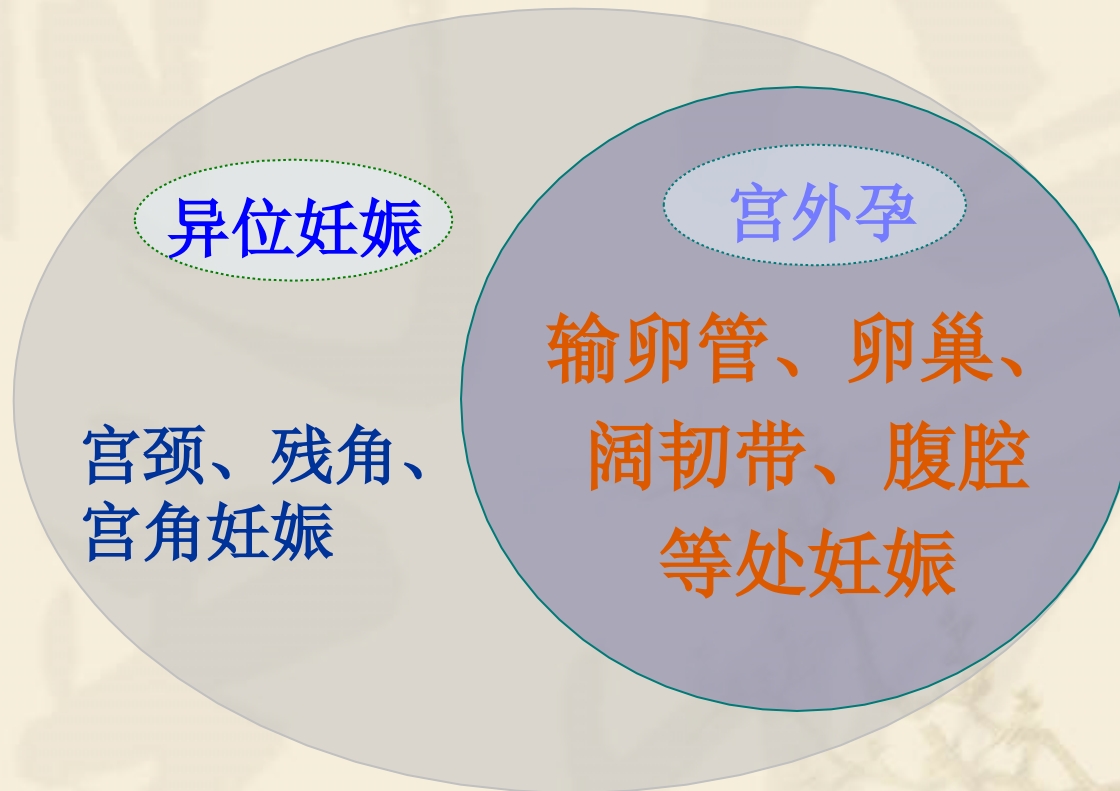 异位妊娠
宫颈、残角、
宫角妊娠
宫外孕
输卵管、卵巢、
阔韧带、腹腔
等处妊娠